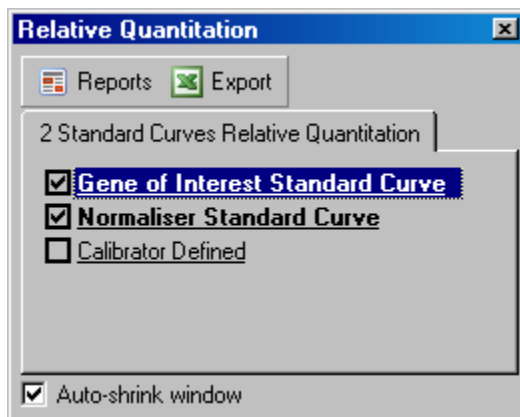 Relative Quantitation
Reports Export
2 Standard Curves Relative Quantitation
Gene of Interest Standard Curve
Normaliser Standard Curve
Calibrator Defined
Auto-shrink window